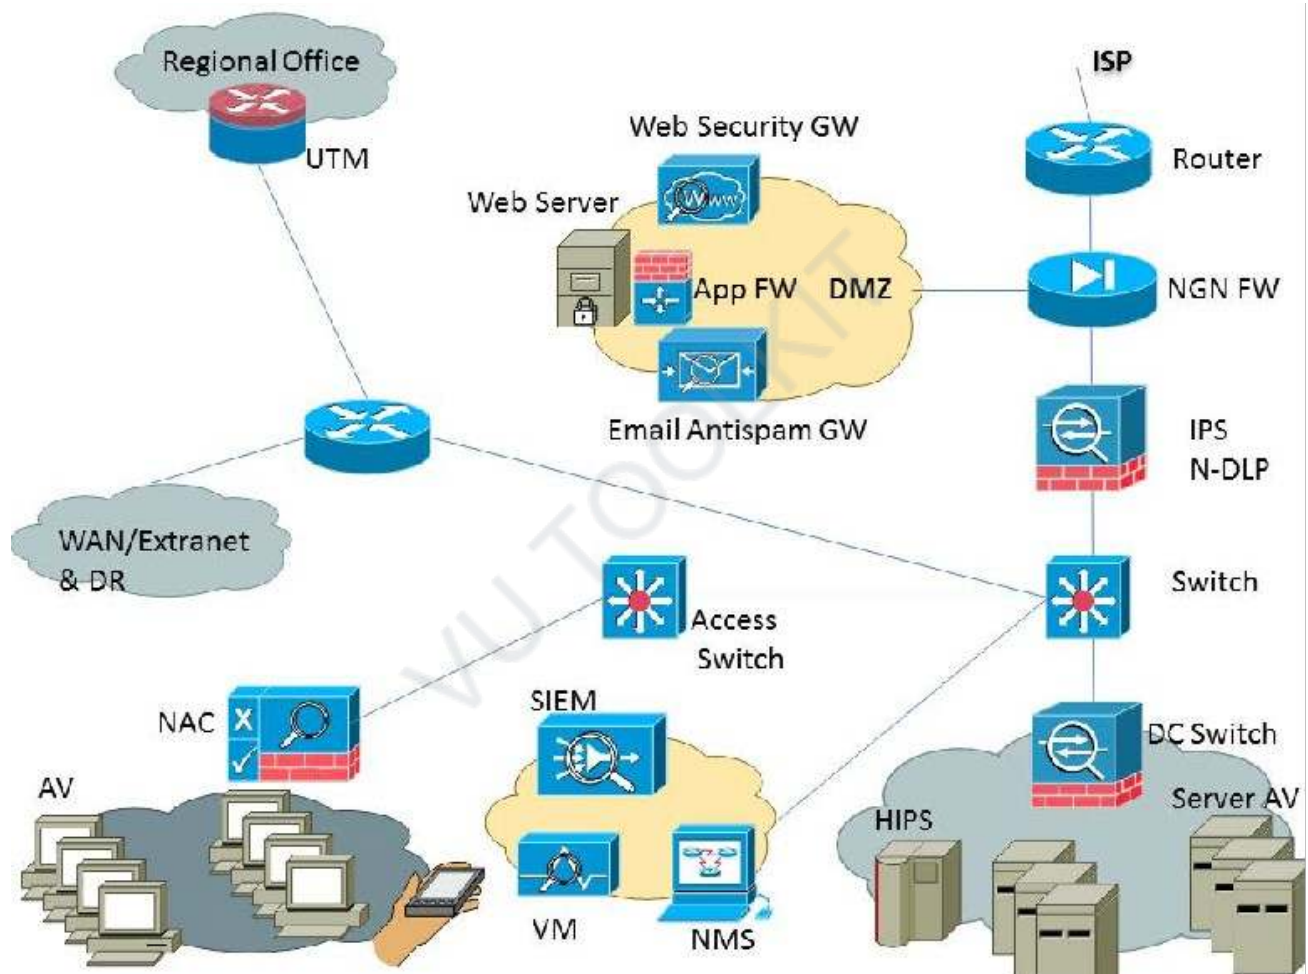 Regional Office
UTM
ISP
Web Security GW
Router
Web Server
www
App FW
DMZ
NGN FW
Email Antispam GW
IPS
N-DLP
WAN/Extranet
& DR
Switch
Access
Switch
NAC
X
SIEM
DC Switch
AV
Server AV
HIPS
VM
NMS
VU TOOLKIT